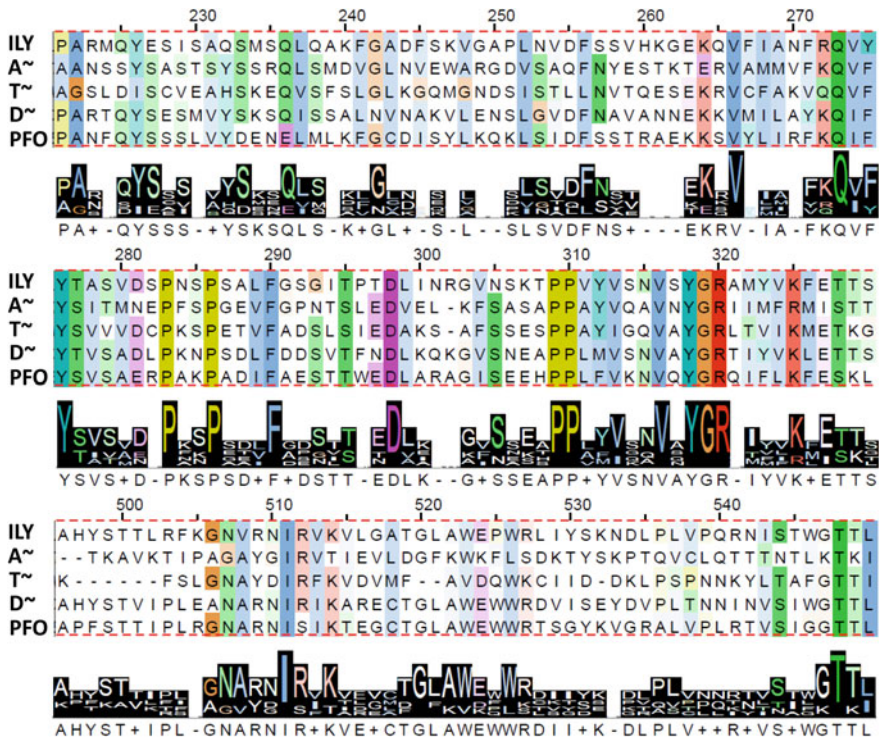 230 240 250 260 270
ILY PARMQYESISAQSMSQLQAKFGADFSKVGAPLNVDFSSVHKGEKQVFIANFRQVY
A~ AANSSYSASTSYSSRQLSMDVGLNVEWARGDVSAQFNYESTKTERVAMMVFKQVF
T~ AGSLDISCVEAHSKEQVSFSLGLKGQMGNDSISTLLNVTQESEKRVCFAKVQQVF
D~ PARTQYSESMVYSKSQISSALNVNAKVLENSLGVDFNAVANNEKKVMILAYKQIF
PFO PANFQYSSSLVYDENELMLKFGCDISYLKQKLSIDFSSTRAEKKSVYLIRFKQIF
PA+-QYSSS-+YSKSQLS-K+GL+-S-L--SLSVDFNS+---EKRV-IA-FKQVF
280 290 300 310 320
ILY YTASVDSPNSPSALFGSGITPTDLINRGVNSKTPPVYVSNVSYGRAMYVKFETTS
A~ YSITMNEPFSPGEVFGPNTSLEDVEL-KFSASESPPAYVQAVNYGRIIMFRMISTT
T~ YSVVVDCPKSPETVFADSLSIEDAKS-AFSSASPPAYIGQVAYGRLTVIKMETKG
D~ YTVSADLPKNPSDLFDDSVTFNDLKQKGVSNEAPPLMVSNVAYGRTIYVKLETTS
PFO YSVSAERPAKPADIFAESTTWEDLARAGISEEHPPLFVKNVQYGRQIFLKFESKL
YSVS+D-PKSPSD+F+DSTT-EDLK--G+SSEAPP+YVSNVAYGR-IYVK+ETTS
500 510 520 530 540
ILY AHYSTTLRFKGNVRNIRVKVLGATGLAWEPWRLIYSKNDLPLVPQRNISTWGTTL
A~ --TKAVKTIPAGAYGIRVTIEVLDGFKWKFLSDKTYSKPTQVCLQTTTNTLKTKI
T~ K------FSLGNAYDIRFKVDVMF--AVDQWKCIID-DKLPSPNNKYLTAFGTTI
D~ AHYSTVIPLEANARNIRIKARECTGLAWEWWRDVISEYDVPLTNNINVSIWGTTL
PFO APFSTTIPLRGNARNISIKTEGCTGLAWEWWRTSGYKVGRALVPLRTVSIGGTTL
AHYST+IPL-GNARNIR+KVE+CTGLAWEWWRDII+K-DLPLV++R+VS+WGTTL